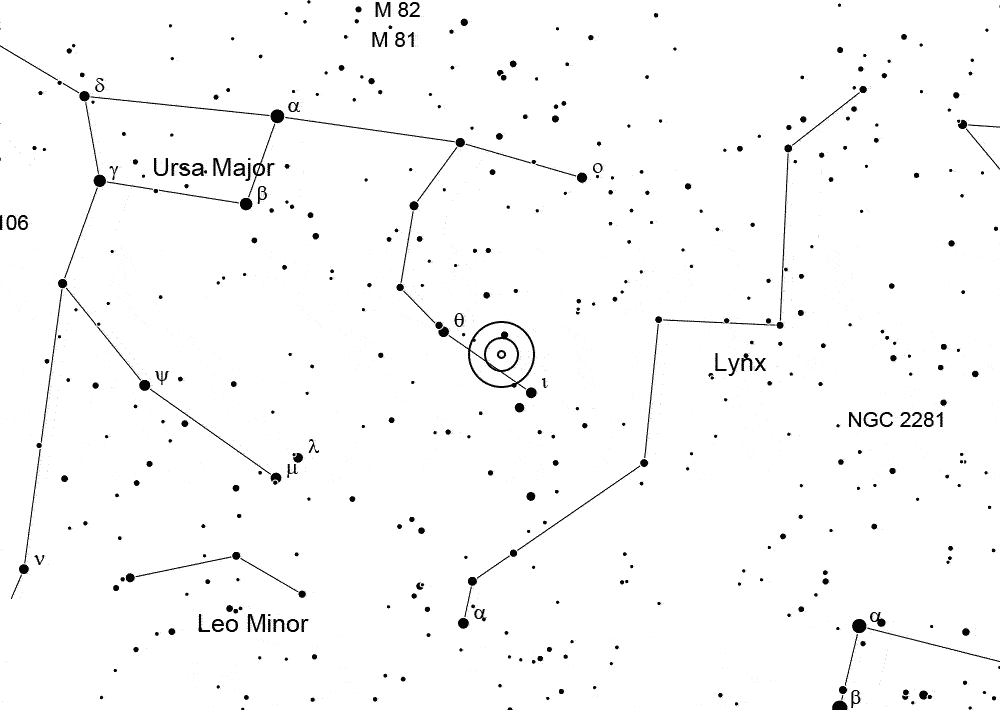 M 82
M 81
δ
α
γ
Ursa Major
β
ο
106
θ
Lynx
ι
ψ
NGC 2281
λ
μ
ν
α
Leo Minor
α
β